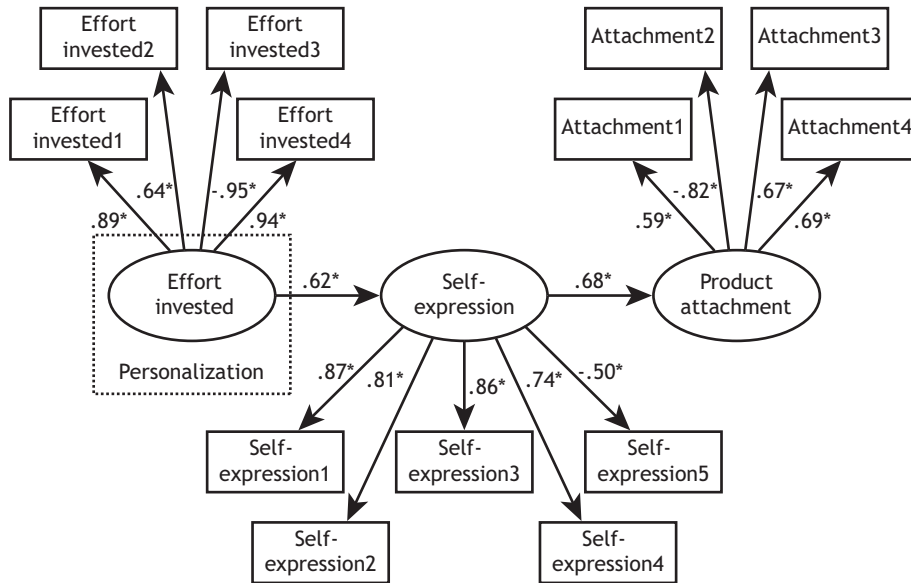 Effort
invested2
Effort
invested3
Attachment2
Attachment3
Effort
invested1
Effort
invested4
Attachment1
Attachment4
.89*
.64*
-.95*
.94*
.59*
-.82*
.67*
.69*
Effort
invested
.62*
Self-
expression
.68*
Product
attachment
Personalization
.87*
.81*
.86*
.74*
-.50*
Self-
expression1
Self-
expression3
Self-
expression5
Self-
expression2
Self-
expression4